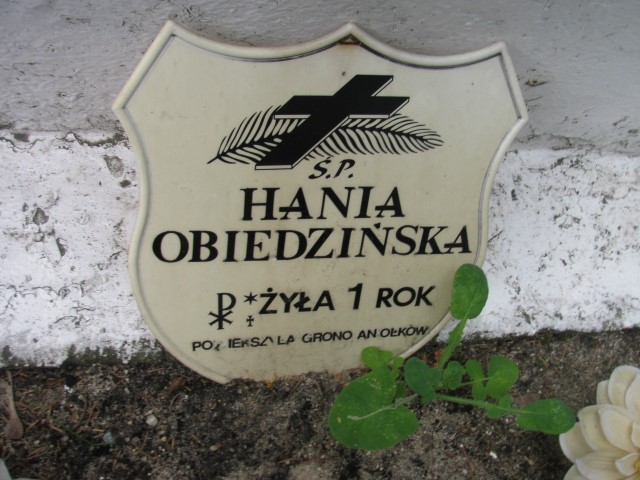 Ś.P.
HANIA
OBIEDZIŃSKA
ŻYŁA 1 ROK
GRONO